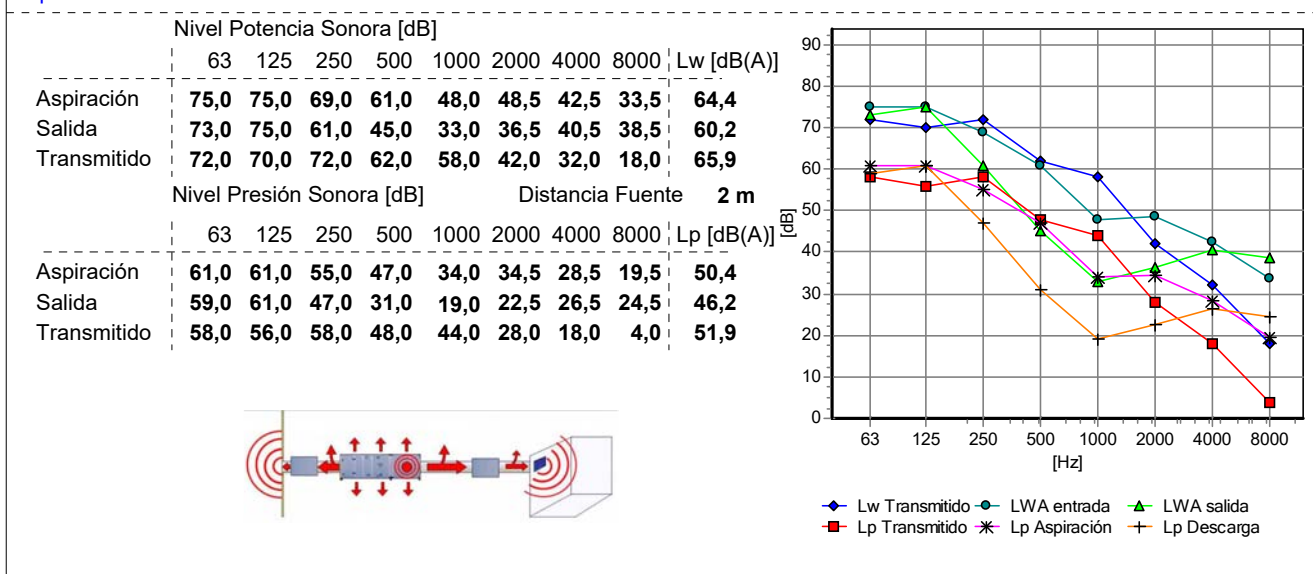 Nivel Potencia Sonora [dB]
63 125 250 500 1000 2000 4000 8000 Lw [dB(A)]
Aspiración 75,0 75,0 69,0 61,0 48,0 48,5 42,5 33,5 64,4
Salida 73,0 75,0 61,0 45,0 33,0 36,5 40,5 38,5 60,2
Transmitido 72,0 70,0 72,0 62,0 58,0 42,0 32,0 18,0 65,9
Nivel Presión Sonora [dB] Distancia Fuente 2 m
63 125 250 500 1000 2000 4000 8000 Lp [dB(A)]
Aspiración 61,0 61,0 55,0 47,0 34,0 34,5 28,5 19,5 50,4
Salida 59,0 61,0 47,0 31,0 19,0 22,5 26,5 24,5 46,2
Transmitido 58,0 56,0 58,0 48,0 44,0 28,0 18,0 4,0 51,9
90
80
70
60
50
40
30
20
10
0
[dB]
63 125 250 500 1000 2000 4000 8000
[Hz]
Lw Transmitido LWA entrada LWA salida
Lp Transmitido Lp Aspiración Lp Descarga